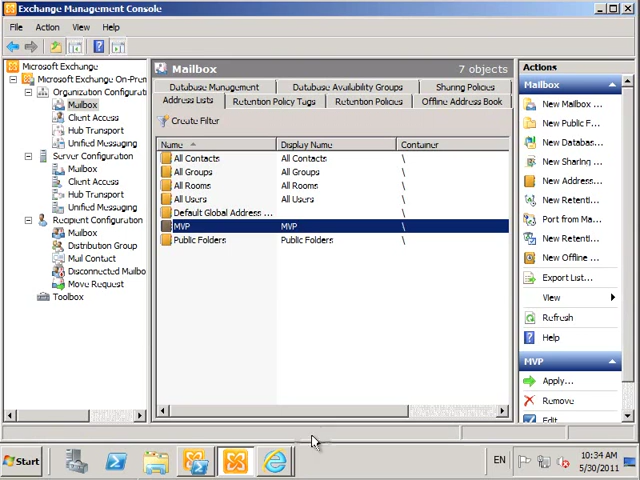 Exchange Management Console
File Action View Help
Microsoft Exchange
Microsoft Exchange On-Prem
Organization Configurat
Mailbox
Client Access
Hub Transport
Unified Messaging
Server Configuration
Mailbox
Client Access
Hub Transport
Unified Messaging
Recipient Configuration
Mailbox
Distribution Group
Mail Contact
Disconnected Mailbo
Move Request
Toolbox
Mailbox 7 objects
Database Management Database Availability Groups Sharing Policies
Address Lists Retention Policy Tags Retention Policies Offline Address Book
Create Filter
Name Display Name Container
All Contacts All Contacts \
All Groups All Groups \
All Rooms All Rooms \
All Users All Users \
Default Global Address ... \
MVP MVP \
Public Folders Public Folders \
Actions
Mailbox
New Mailbox ...
New Public F...
New Databas...
New Sharing ...
New Address...
New Retenti...
Port from Ma...
New Retenti...
New Offline ...
Export List...
View
Refresh
Help
MVP
Apply...
Remove
Edit
Start EN 10:34 AM
5/30/2011